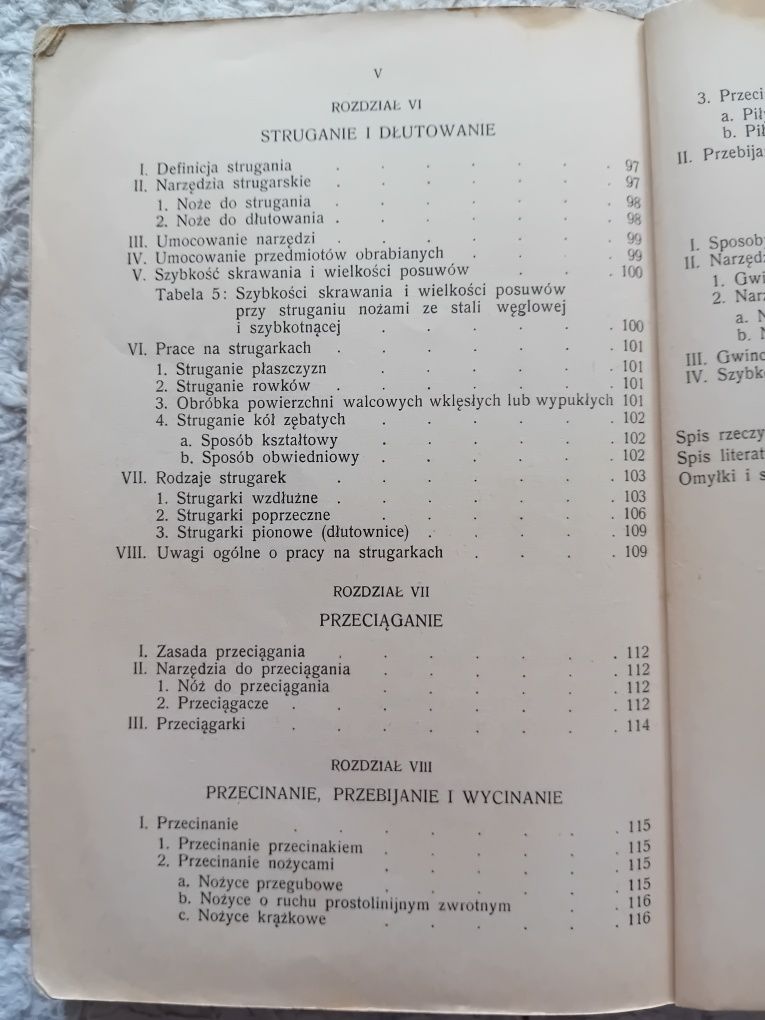 V
ROZDZIAŁ VI
STRUGANIE I DŁUTOWANIE
I. Definicja strugania . . . . . . . 97
II. Narzędzia strugarskie . . . . . . . 97
1. Noże do strugania . . . . . . . 98
2. Noże do dłutowania . . . . . . . 98
III. Umocowanie narzędzi . . . . . . . 99
IV. Umocowanie przedmiotów obrabianych . . . . 99
V. Szybkość skrawania i wielkości posuwów . . . 100
Tabela 5: Szybkości skrawania i wielkości posuwów
przy struganiu nożami ze stali węglowej
i szybkotnącej . . . . . . 100
VI. Prace na strugarkach . . . . . . . 101
1. Struganie płaszczyzn . . . . . . 101
2. Struganie rowków . . . . . . . 101
3. Obróbka powierzchni walcowych wklęsłych lub wypukłych 101
4. Struganie kół zębatych . . . . . . 102
a. Sposób kształtowy . . . . . . 102
b. Sposób obwiedniowy . . . . . . 102
VII. Rodzaje strugarek . . . . . . . 103
1. Strugarki wzdłużne . . . . . . . 103
2. Strugarki poprzeczne . . . . . . 106
3. Strugarki pionowe (dłutownice) . . . . . 109
VIII. Uwagi ogólne o pracy na strugarkach . . . . 109
ROZDZIAŁ VII
PRZECIĄGANIE
I. Zasada przeciągania . . . . . . . 112
II. Narzędzia do przeciągania . . . . . . 112
1. Nóż do przeciągania . . . . . . 112
2. Przeciągacze . . . . . . . . 112
III. Przeciągarki . . . . . . . . 114
ROZDZIAŁ VIII
PRZECINANIE, PRZEBIJANIE I WYCINANIE
I. Przecinanie . . . . . . . . 115
1. Przecinanie przecinakiem . . . . . . 115
2. Przecinanie nożycami . . . . . . 115
a. Nożyce przegubowe . . . . . . 115
b. Nożyce o ruchu prostolinijnym zwrotnym . . 116
c. Nożyce krążkowe . . . . . . 116
3. Przeci
a. Pił
b. Pił
II. Przebija
I. Sposob
II. Narzęd
1. Gwi
2. Nar
a.
b.
III. Gwin
IV. Szybk
Spis rzeczy
Spis literat
Omyłki i s